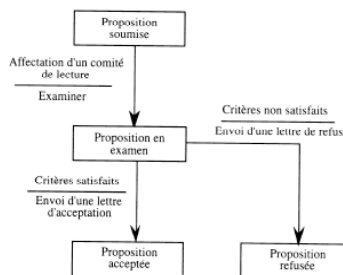 Proposition
soumise
Affectation d'un comité
de lecture
Examiner
Critères non satisfaits
Envoi d'une lettre de refus
Proposition en
examen
Critères satisfaits
Envoi d'une lettre
d'acceptation
Proposition
acceptée
Proposition
refusée